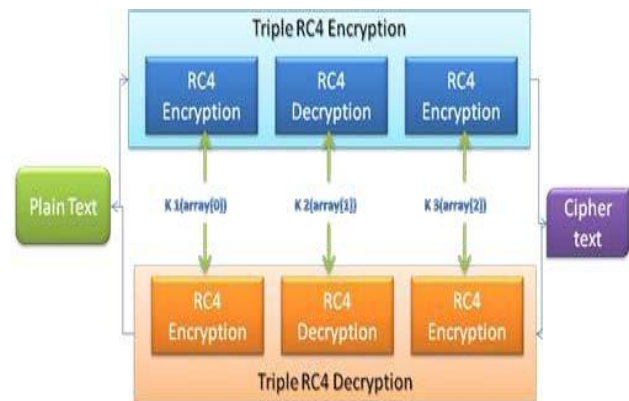 Triple RC4 Encryption
RC4
Encryption
RC4
Decryption
RC4
Encryption
Plain Text
K 1(array[0])
K 2(array[1])
K 3(array[2])
Cipher
text
RC4
Encryption
RC4
Decryption
RC4
Encryption
Triple RC4 Decryption